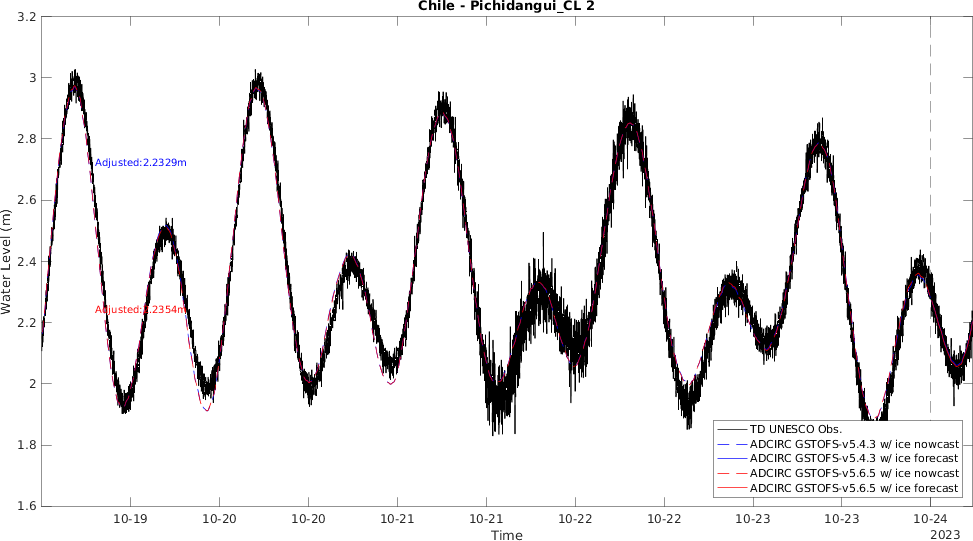 Chile - Pichidangui_CL 2
Water Level (m)
3.2
3
2.8
2.6
2.4
2.2
2
1.8
1.6
Adjusted:2.2329m
Adjusted:2.2354m
TD UNESCO Obs.
ADCIRC GSTOFS-v5.4.3 w/ ice nowcast
ADCIRC GSTOFS-v5.4.3 w/ ice forecast
ADCIRC GSTOFS-v5.6.5 w/ ice nowcast
ADCIRC GSTOFS-v5.6.5 w/ ice forecast
10-19
10-20
10-20
10-21
10-21
10-22
10-22
10-23
10-23
10-24
Time
2023